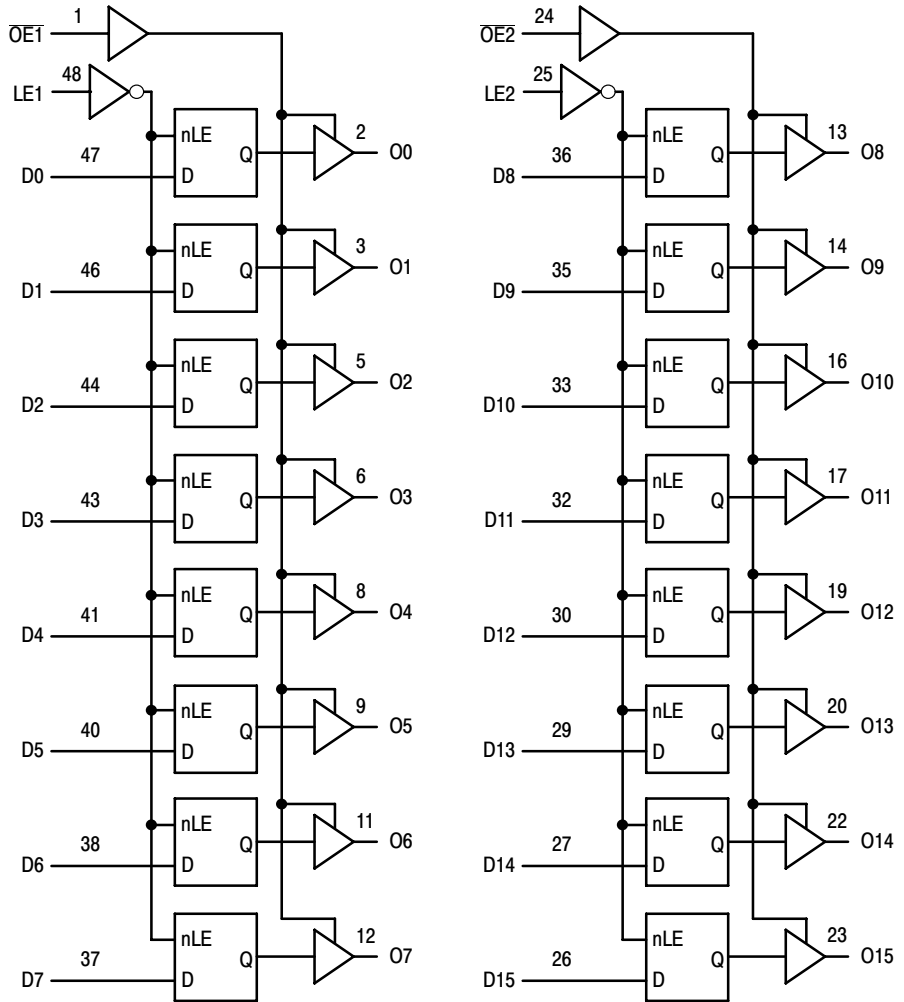 OE1 1
48
LE1
nLE 2
47 Q O0
D0 D
nLE 3
46 Q O1
D1 D
nLE 5
44 Q O2
D2 D
nLE 6
43 Q O3
D3 D
nLE 8
41 Q O4
D4 D
nLE 9
40 Q O5
D5 D
nLE 11
38 Q O6
D6 D
nLE 12
37 Q O7
D7 D
OE2 24
25
LE2
nLE 13
36 Q O8
D8 D
nLE 14
35 Q O9
D9 D
nLE 16
33 Q O10
D10 D
nLE 17
32 Q O11
D11 D
nLE 19
30 Q O12
D12 D
nLE 20
29 Q O13
D13 D
nLE 22
27 Q O14
D14 D
nLE 23
26 Q O15
D15 D